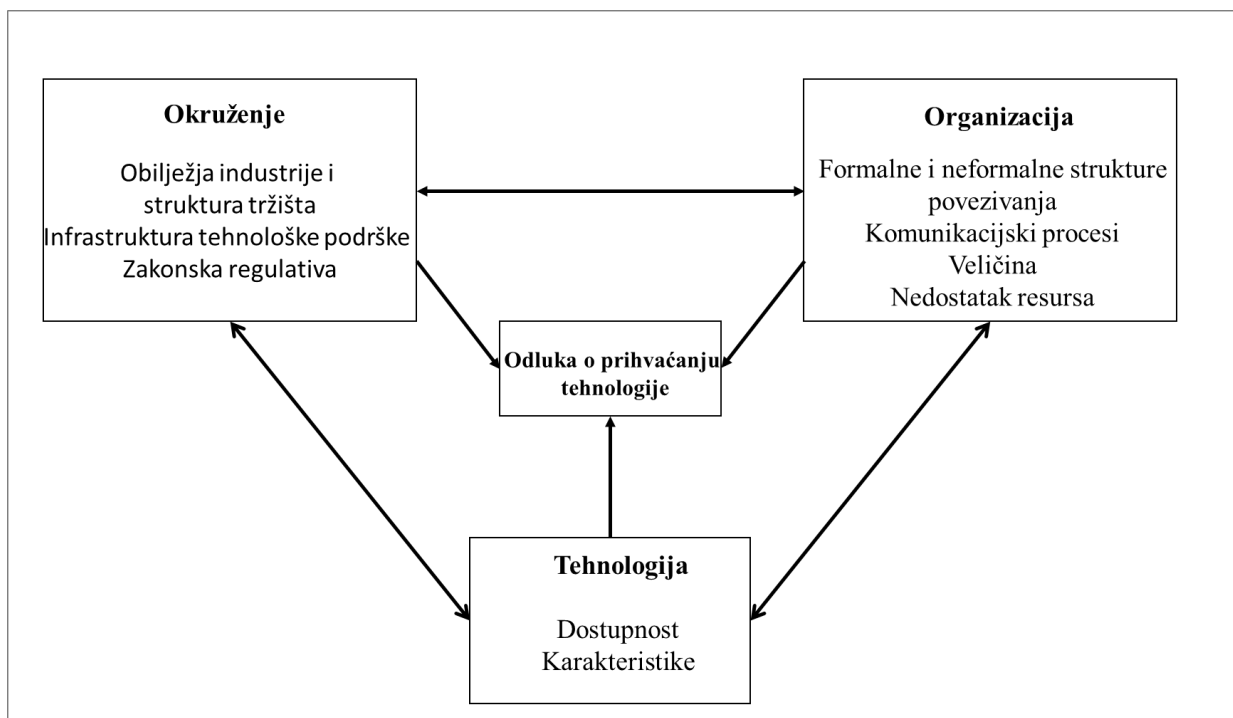 Okruženje
Obilježja industrije i
struktura tržišta
Infrastruktura tehnološke podrške
Zakonska regulativa
Organizacija
Formalne i neformalne strukture
povezivanja
Komunikacijski procesi
Veličina
Nedostatak resursa
Odluka o prihvaćanju
tehnologije
Tehnologija
Dostupnost
Karakteristike